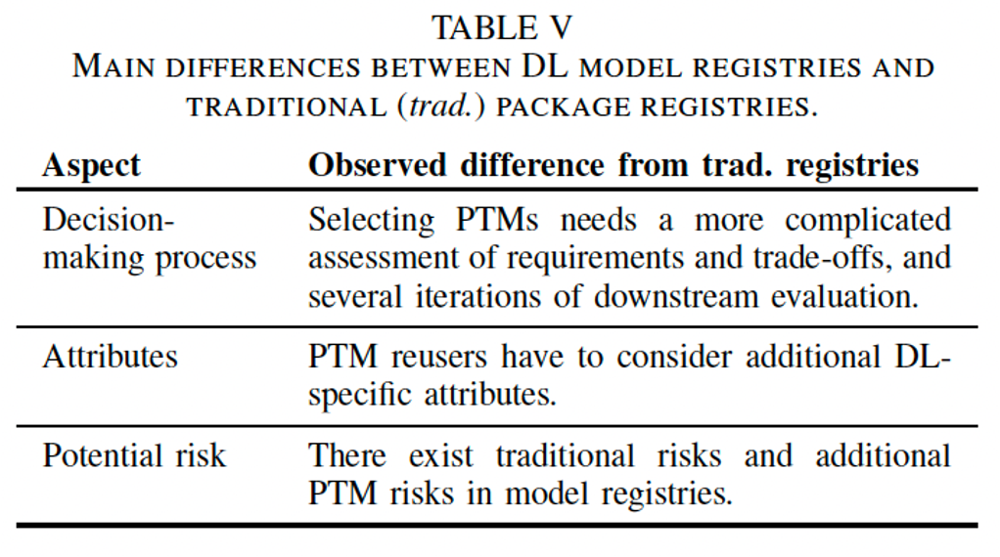 TABLE V
MAIN DIFFERENCES BETWEEN DL MODEL REGISTRIES AND
TRADITIONAL (trad.) PACKAGE REGISTRIES.
Aspect Observed difference from trad. registries
Decision- Selecting PTMs needs a more complicated
making process assessment of requirements and trade-offs, and
several iterations of downstream evaluation.
Attributes PTM reusers have to consider additional DL-
specific attributes.
Potential risk There exist traditional risks and additional
PTM risks in model registries.